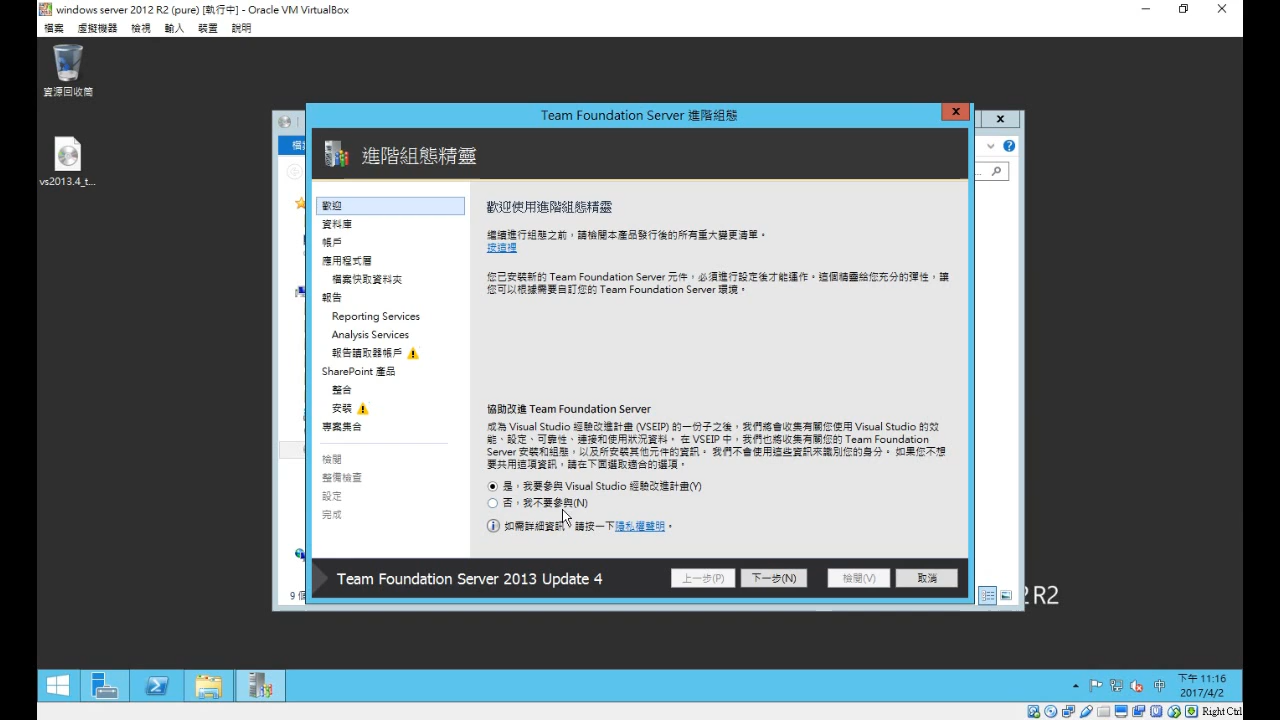 windows server 2012 R2 (pure) [執行中] - Oracle VM VirtualBox
檔案 虛擬機器 檢視 輸入 裝置 說明
資源回收筒
vs2013.4_t...
Team Foundation Server 進階組態
進階組態精靈
歡迎
資料庫
帳戶
應用程式層
檔案快取資料夾
報告
Reporting Services
Analysis Services
報告讀取器帳戶
SharePoint 產品
整合
安裝
專案集合
檢閱
整備檢查
設定
完成
歡迎使用進階組態精靈
繼續進行組態之前，請檢閱本產品發行後的所有重大變更清單。
按這裡
您已安裝新的 Team Foundation Server 元件，必須進行設定後才能運作。這個精靈給您充分的彈性，讓
您可以根據需要自訂您的 Team Foundation Server 環境。
協助改進 Team Foundation Server
成為 Visual Studio 經驗改進計畫 (VSEIP) 的一份子之後，我們將會收集有關您使用 Visual Studio 的效
能、設定、可靠性、連接和使用狀況資料。 在 VSEIP 中，我們也將收集有關您的 Team Foundation
Server 安裝和組態，以及所安裝其他元件的資訊。 我們不會使用這些資訊來識別您的身分。 如果您不想
要共用這項資訊，請在下面選取適合的選項。
是，我要參與 Visual Studio 經驗改進計畫(Y)
否，我不要參與(N)
如需詳細資訊，請按一下隱私權聲明。
Team Foundation Server 2013 Update 4
上一步(P) 下一步(N) 檢閱(V) 取消
2 R2
中
下午 11:16
2017/4/2
Right Ctrl